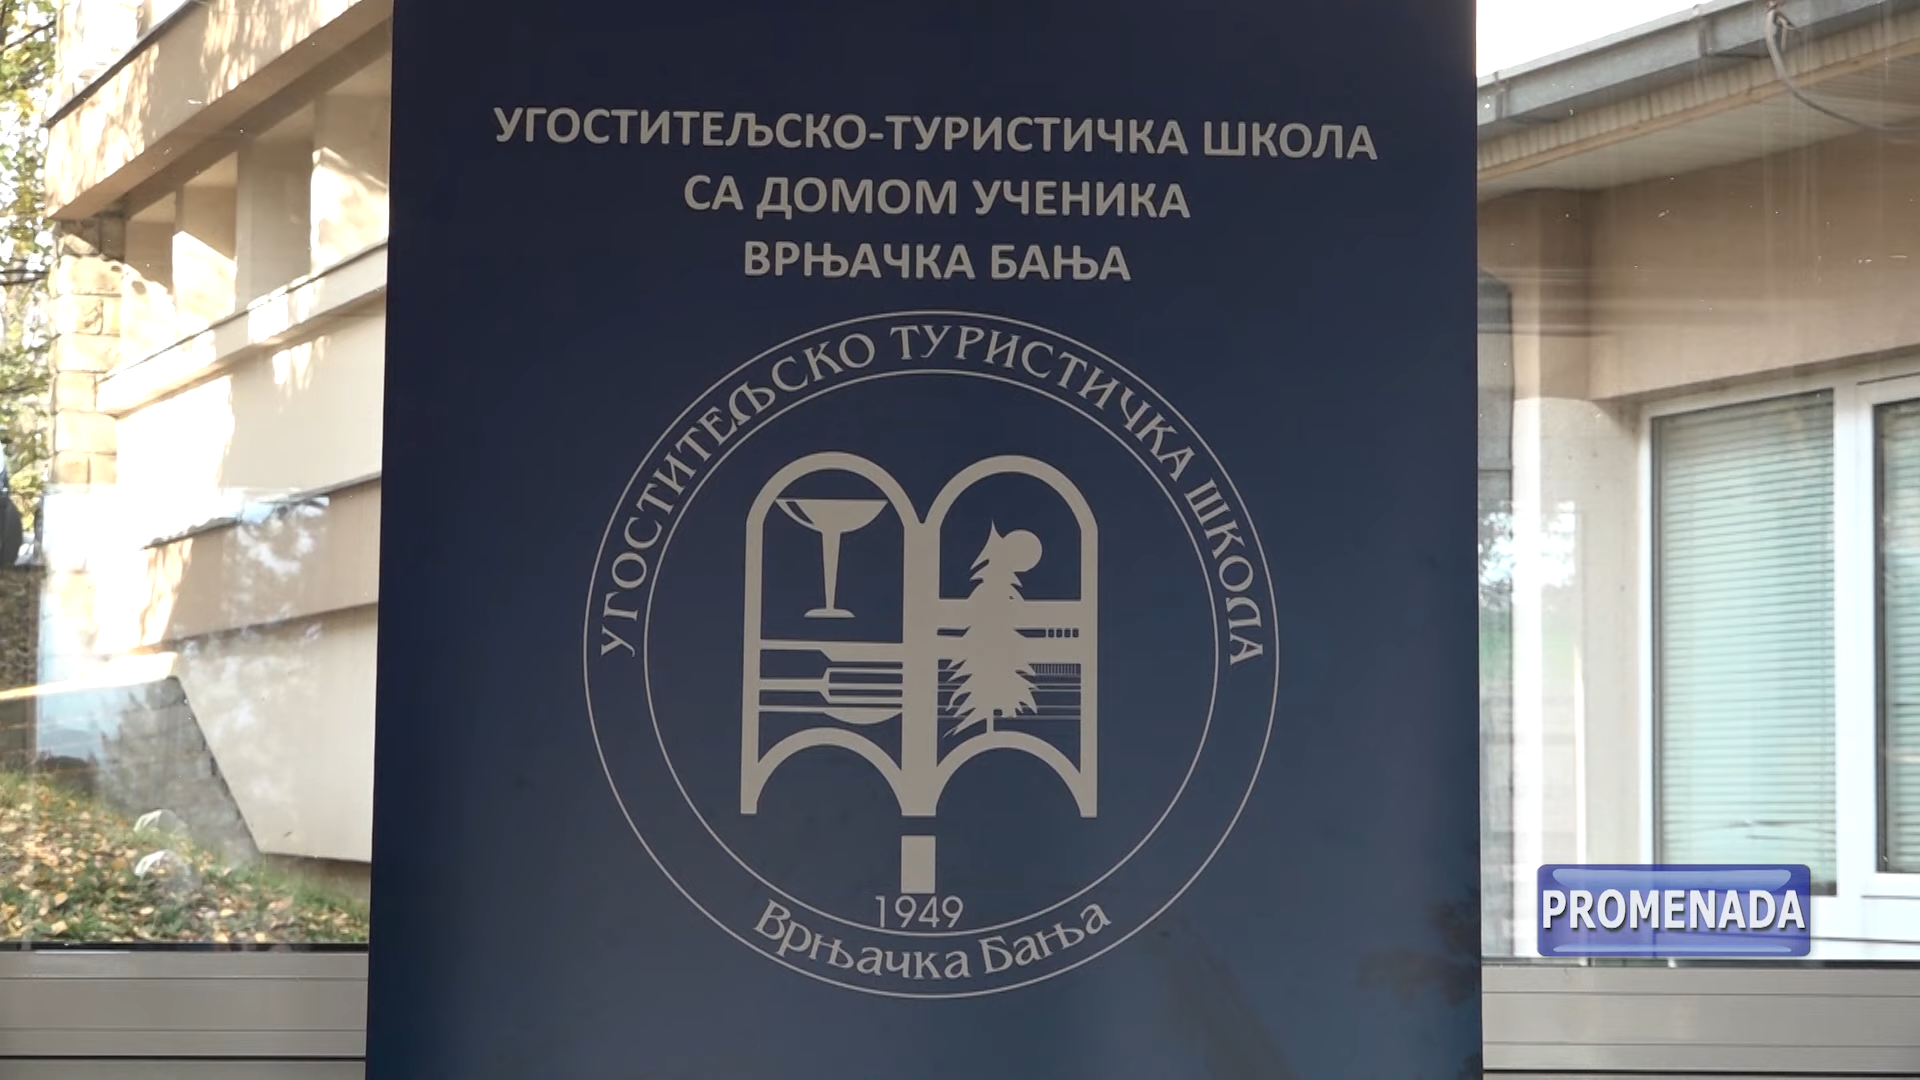 УГОСТИТЕЉСКО-ТУРИСТИЧКА ШКОЛА
СА ДОМОМ УЧЕНИКА
ВРЊАЧКА БАЊА
УГОСТИТЕЉСКО ТУРИСТИЧКА ШКОЛА
1949
Врњачка Бања
PROMENADA